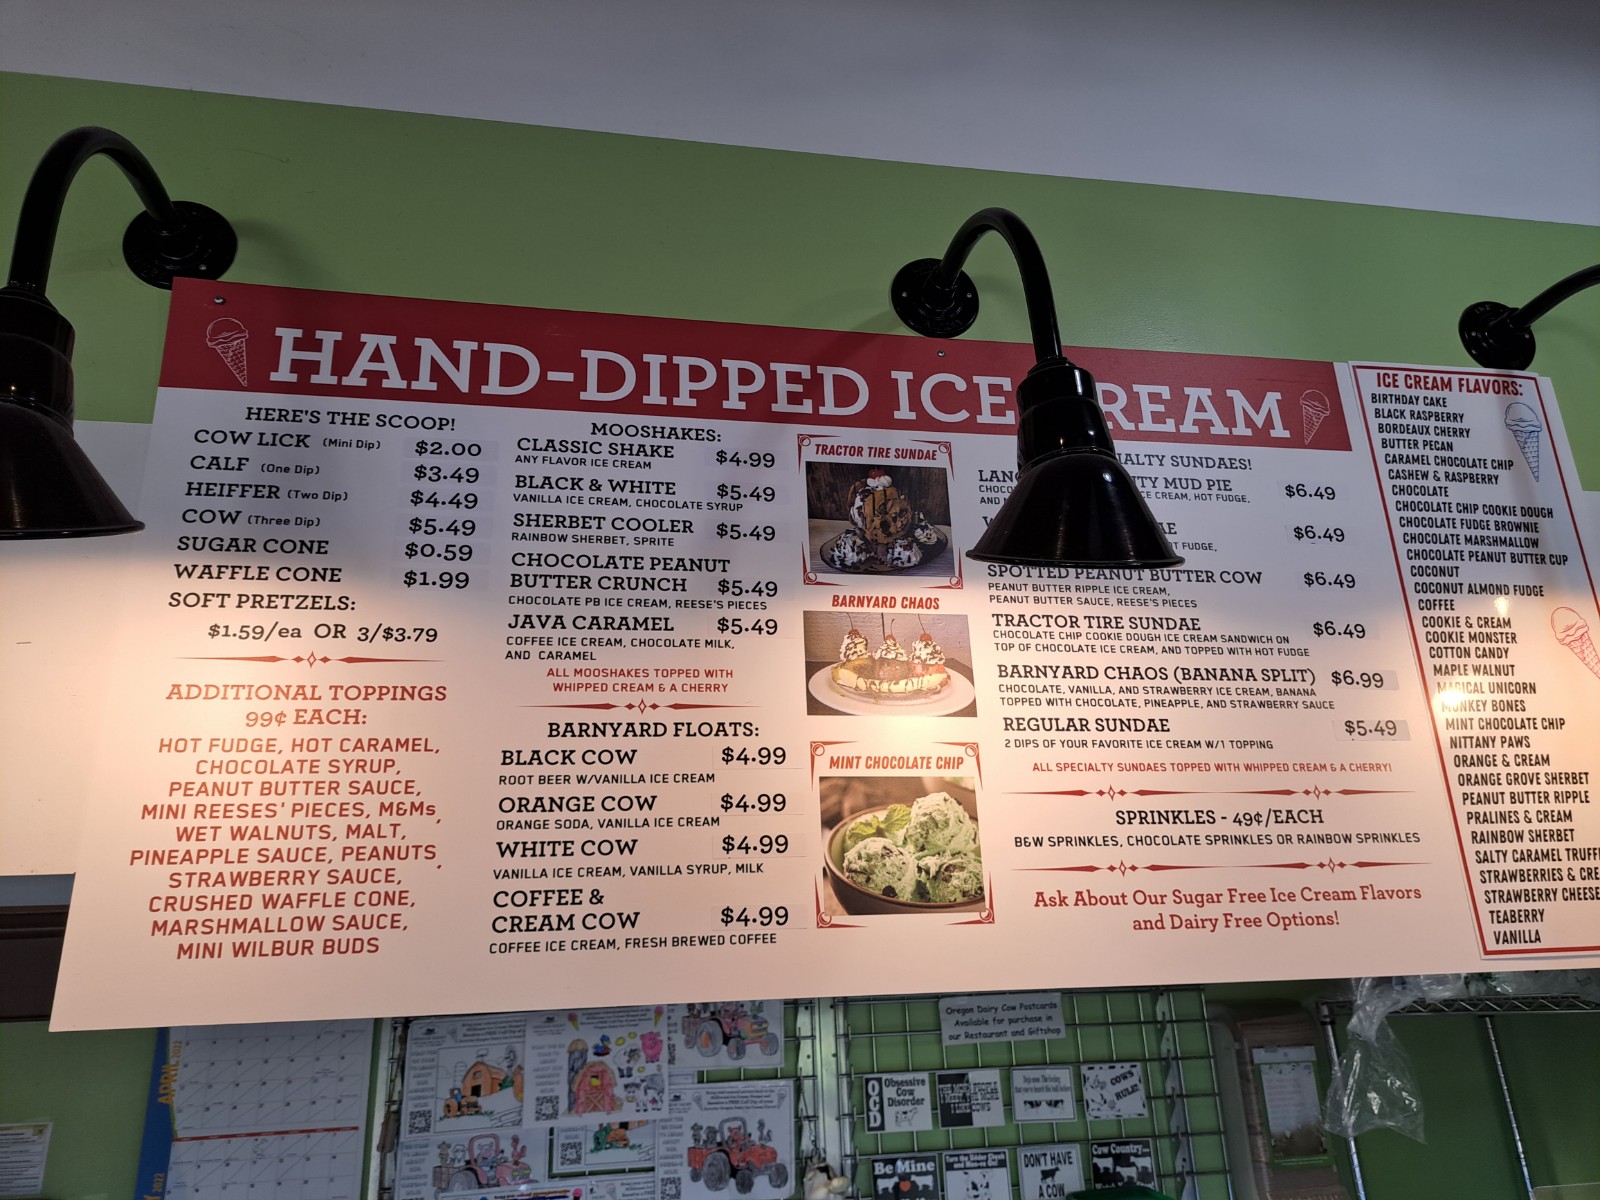 HAND-DIPPED ICE REAM
HERE'S THE SCOOP!
COW LICK (Mini Dip) $2.00
CALF (One Dip) $3.49
HEIFFER (Two Dip) $4.49
COW (Three Dip) $5.49
SUGAR CONE $0.59
WAFFLE CONE $1.99
SOFT PRETZELS:
$1.59/ea OR 3/$3.79
ADDITIONAL TOPPINGS
99¢ EACH:
HOT FUDGE, HOT CARAMEL,
CHOCOLATE SYRUP,
PEANUT BUTTER SAUCE,
MINI REESES' PIECES, M&Ms,
WET WALNUTS, MALT,
PINEAPPLE SAUCE, PEANUTS,
STRAWBERRY SAUCE,
CRUSHED WAFFLE CONE,
MARSHMALLOW SAUCE,
MINI WILBUR BUDS
MOOSHAKES:
CLASSIC SHAKE $4.99
ANY FLAVOR ICE CREAM
BLACK & WHITE $5.49
VANILLA ICE CREAM, CHOCOLATE SYRUP
SHERBET COOLER $5.49
RAINBOW SHERBET, SPRITE
CHOCOLATE PEANUT
BUTTER CRUNCH $5.49
CHOCOLATE PB ICE CREAM, REESE'S PIECES
JAVA CARAMEL $5.49
COFFEE ICE CREAM, CHOCOLATE MILK,
AND CARAMEL
ALL MOOSHAKES TOPPED WITH
WHIPPED CREAM & A CHERRY
BARNYARD FLOATS:
BLACK COW $4.99
ROOT BEER W/VANILLA ICE CREAM
ORANGE COW $4.99
ORANGE SODA, VANILLA ICE CREAM
WHITE COW $4.99
VANILLA ICE CREAM, VANILLA SYRUP, MILK
COFFEE &
CREAM COW $4.99
COFFEE ICE CREAM, FRESH BREWED COFFEE
TRACTOR TIRE SUNDAE
BARNYARD CHAOS
MINT CHOCOLATE CHIP
IALTY SUNDAES!
LAN TY MUD PIE $6.49
CHOCO CE CREAM, HOT FUDGE,
AND
AE $6.49
T FUDGE,
SPOTTED PEANUT BUTTER COW $6.49
PEANUT BUTTER RIPPLE ICE CREAM,
PEANUT BUTTER SAUCE, REESE'S PIECES
TRACTOR TIRE SUNDAE $6.49
CHOCOLATE CHIP COOKIE DOUGH ICE CREAM SANDWICH ON
TOP OF CHOCOLATE ICE CREAM, AND TOPPED WITH HOT FUDGE
BARNYARD CHAOS (BANANA SPLIT) $6.99
CHOCOLATE, VANILLA, AND STRAWBERRY ICE CREAM, BANANA
TOPPED WITH CHOCOLATE, PINEAPPLE, AND STRAWBERRY SAUCE
REGULAR SUNDAE $5.49
2 DIPS OF YOUR FAVORITE ICE CREAM W/1 TOPPING
ALL SPECIALTY SUNDAES TOPPED WITH WHIPPED CREAM & A CHERRY!
SPRINKLES - 49¢/EACH
B&W SPRINKLES, CHOCOLATE SPRINKLES OR RAINBOW SPRINKLES
Ask About Our Sugar Free Ice Cream Flavors
and Dairy Free Options!
ICE CREAM FLAVORS:
BIRTHDAY CAKE
BLACK RASPBERRY
BORDEAUX CHERRY
BUTTER PECAN
CARAMEL CHOCOLATE CHIP
CASHEW & RASPBERRY
CHOCOLATE
CHOCOLATE CHIP COOKIE DOUGH
CHOCOLATE FUDGE BROWNIE
CHOCOLATE MARSHMALLOW
CHOCOLATE PEANUT BUTTER CUP
COCONUT
COCONUT ALMOND FUDGE
COFFEE
COOKIE & CREAM
COOKIE MONSTER
COTTON CANDY
MAPLE WALNUT
MAGICAL UNICORN
MONKEY BONES
MINT CHOCOLATE CHIP
NITTANY PAWS
ORANGE & CREAM
ORANGE GROVE SHERBET
PEANUT BUTTER RIPPLE
PRALINES & CREAM
RAINBOW SHERBET
SALTY CARAMEL TRUFF
STRAWBERRIES & CRE
STRAWBERRY CHEESE
TEABERRY
VANILLA
APRIL 2022
2022
Oregon Dairy Cow Postcards
Available for purchase in
our Restaurant and Giftshop
OCD
Obsessive
Cow
Disorder
COWS
RULE!
Be Mine
DON'T HAVE
A COW
Cow Country...